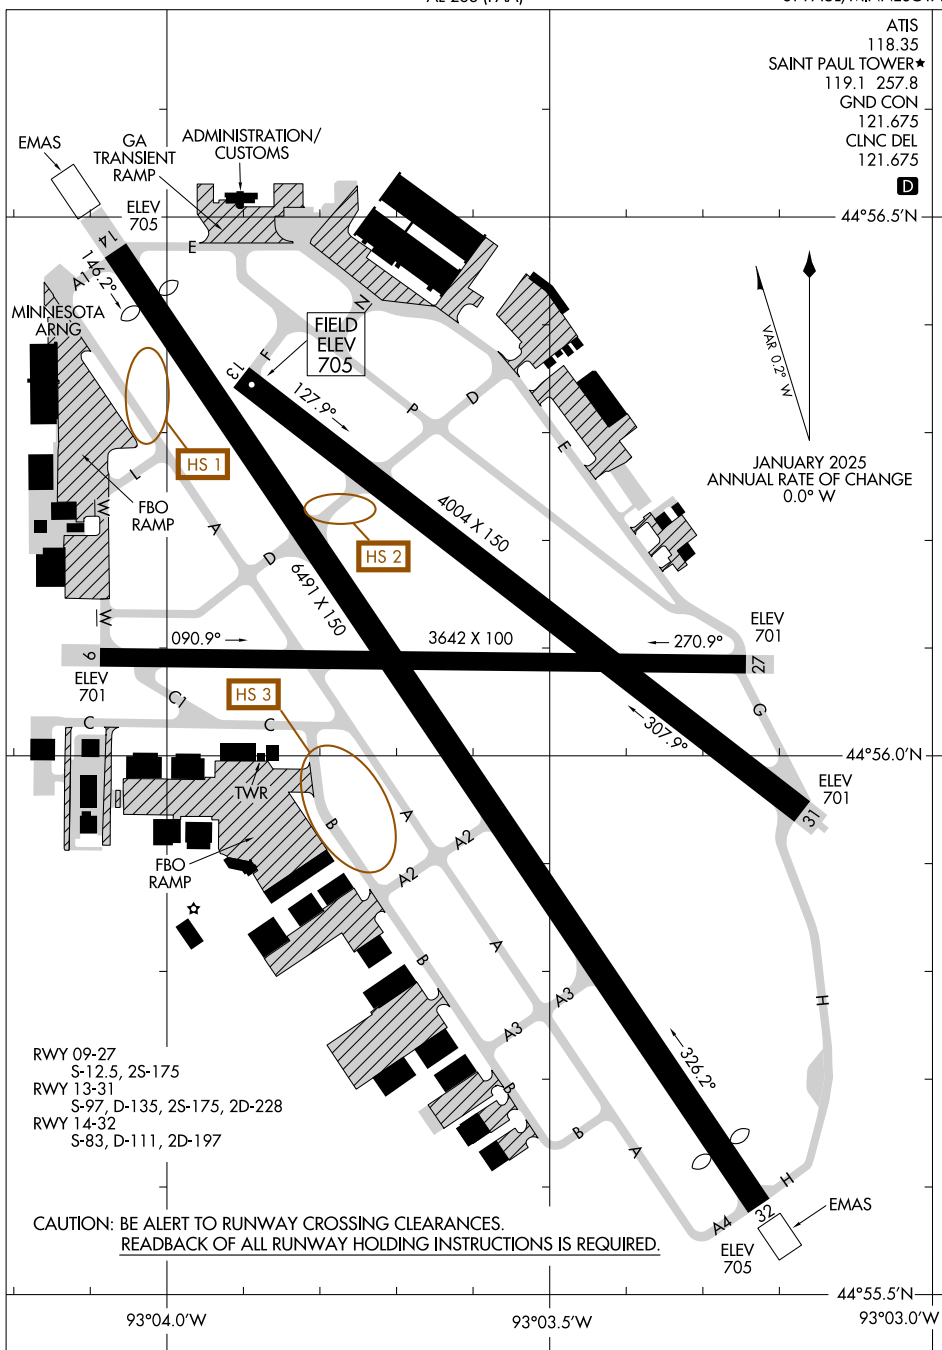 ATIS
118.35
SAINT PAUL TOWER★
119.1 257.8
GND CON
121.675
CLNC DEL
121.675
D
EMAS
GA
TRANSIENT
RAMP
ADMINISTRATION/
CUSTOMS
ELEV
705
44°56.5'N
14
E
A1
146.2°
MINNESOTA
ARNG
N
FIELD
ELEV
705
VAR 0.2° W
13
F
127.9°
P
D
E
JANUARY 2025
ANNUAL RATE OF CHANGE
0.0° W
HS 1
L
FBO
RAMP
W
A
D
HS 2
4004 X 150
6491 X 150
W
9
090.9°
3642 X 100
270.9°
27
ELEV
701
ELEV
701
HS 3
C1
C
C
G
307.9°
44°56.0'N
TWR
A
B
ELEV
701
31
A2
A2
FBO
RAMP
A
B
A3
A3
H
326.2°
RWY 09-27
S-12.5, 2S-175
RWY 13-31
S-97, D-135, 2S-175, 2D-228
RWY 14-32
S-83, D-111, 2D-197
B
B
A
H
A4
32
EMAS
CAUTION: BE ALERT TO RUNWAY CROSSING CLEARANCES.
READBACK OF ALL RUNWAY HOLDING INSTRUCTIONS IS REQUIRED.
ELEV
705
44°55.5'N
93°04.0'W
93°03.5'W
93°03.0'W